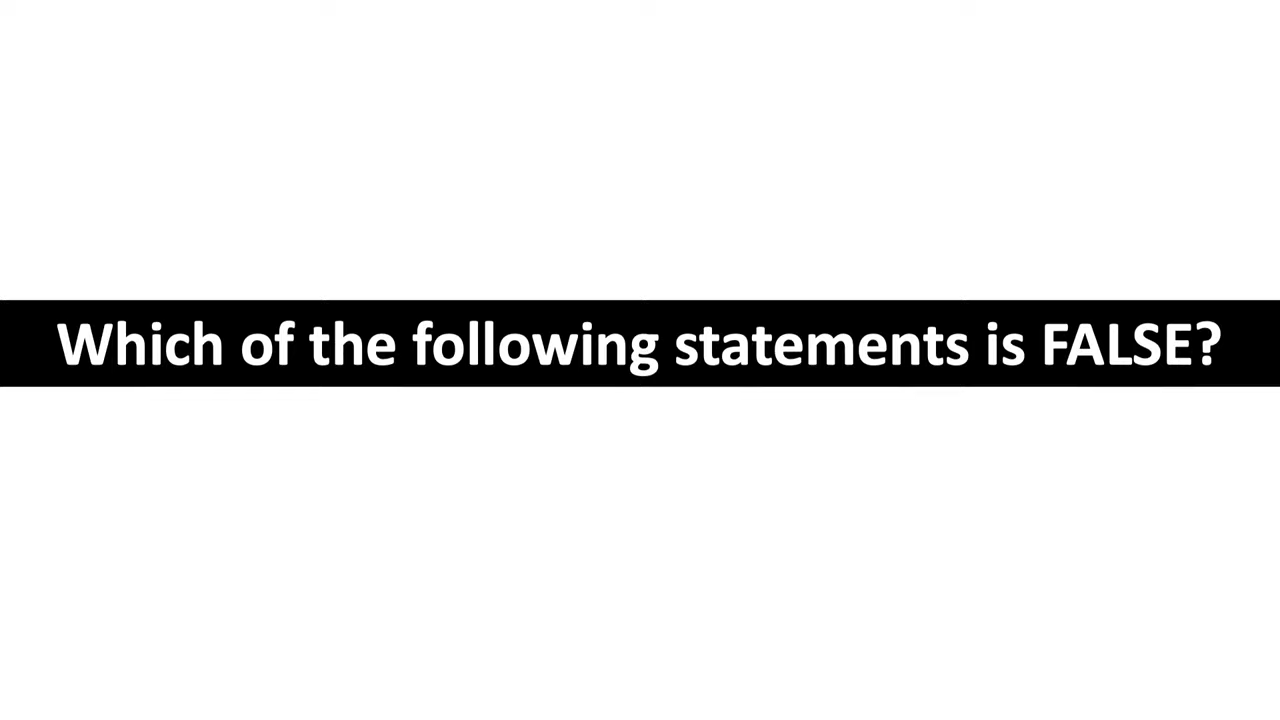 Which of the following statements is FALSE?